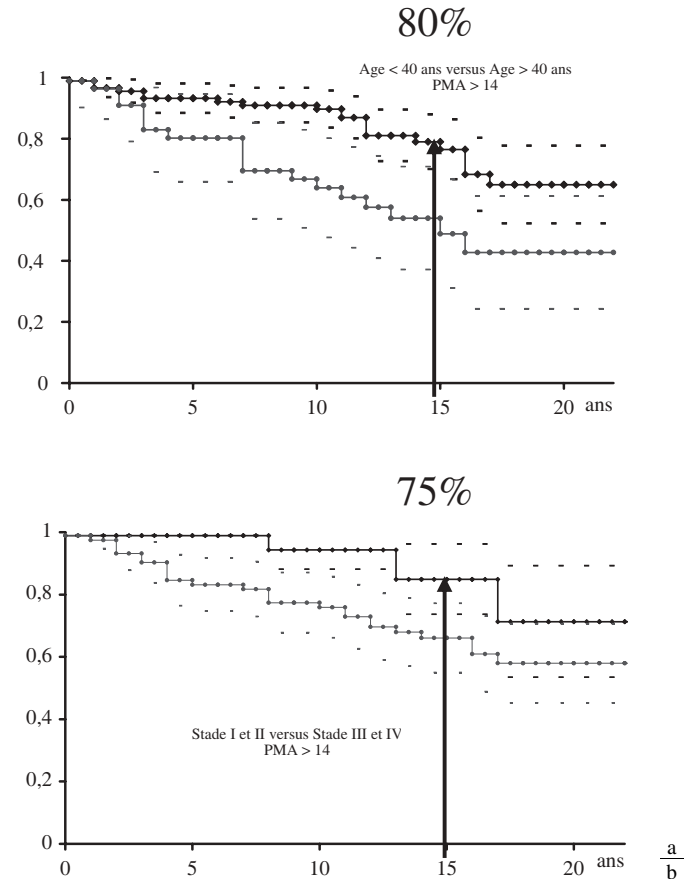 80%
Age < 40 ans versus Age > 40 ans
PMA > 14
1
0,8
0,6
0,4
0,2
0
0 5 10 15 20 ans
75%
1
0,8
0,6
0,4
0,2
0
Stade I et II versus Stade III et IV
PMA > 14
0 5 10 15 20 ans
a
b